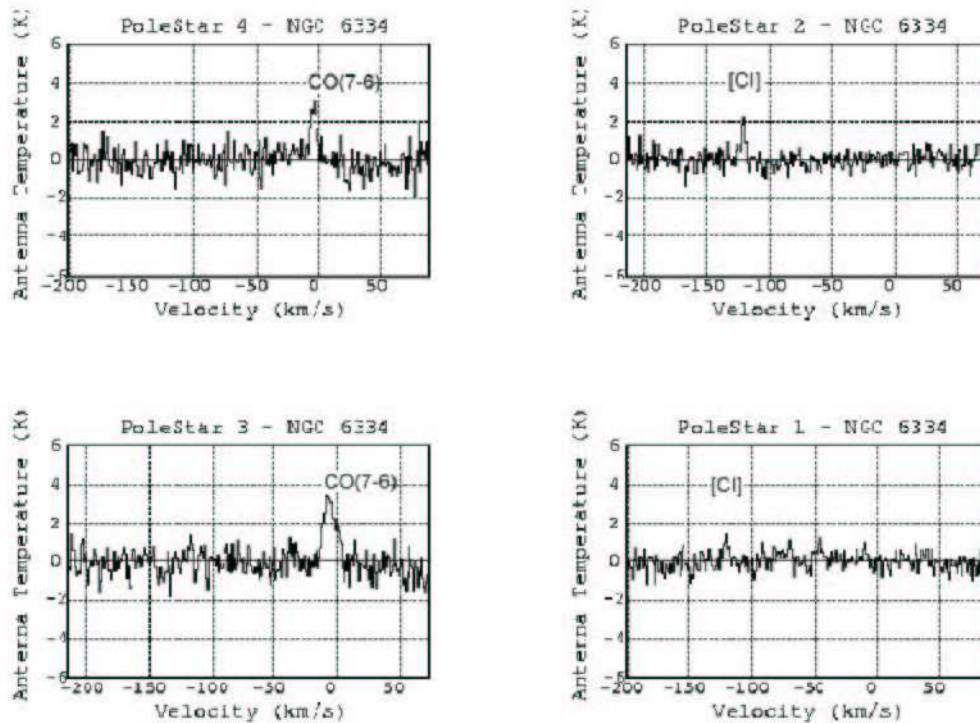 PoleStar 4 - NGC 6334
Antenna Temperature (K)
6
4
2
0
-2
-4
-6
CO(7-6)
-200 -150 -100 -50 0 50
Velocity (km/s)
PoleStar 2 - NGC 6334
Antenna Temperature (K)
6
4
2
0
-2
-4
-6
[CI]
-200 -150 -100 -50 0 50
Velocity (km/s)
PoleStar 3 - NGC 6334
Antenna Temperature (K)
6
4
2
0
-2
-4
-6
CO(7-6)
-200 -150 -100 -50 0 50
Velocity (km/s)
PoleStar 1 - NGC 6334
Antenna Temperature (K)
6
4
2
0
-2
-4
-6
[CI]
-200 -150 -100 -50 0 50
Velocity (km/s)